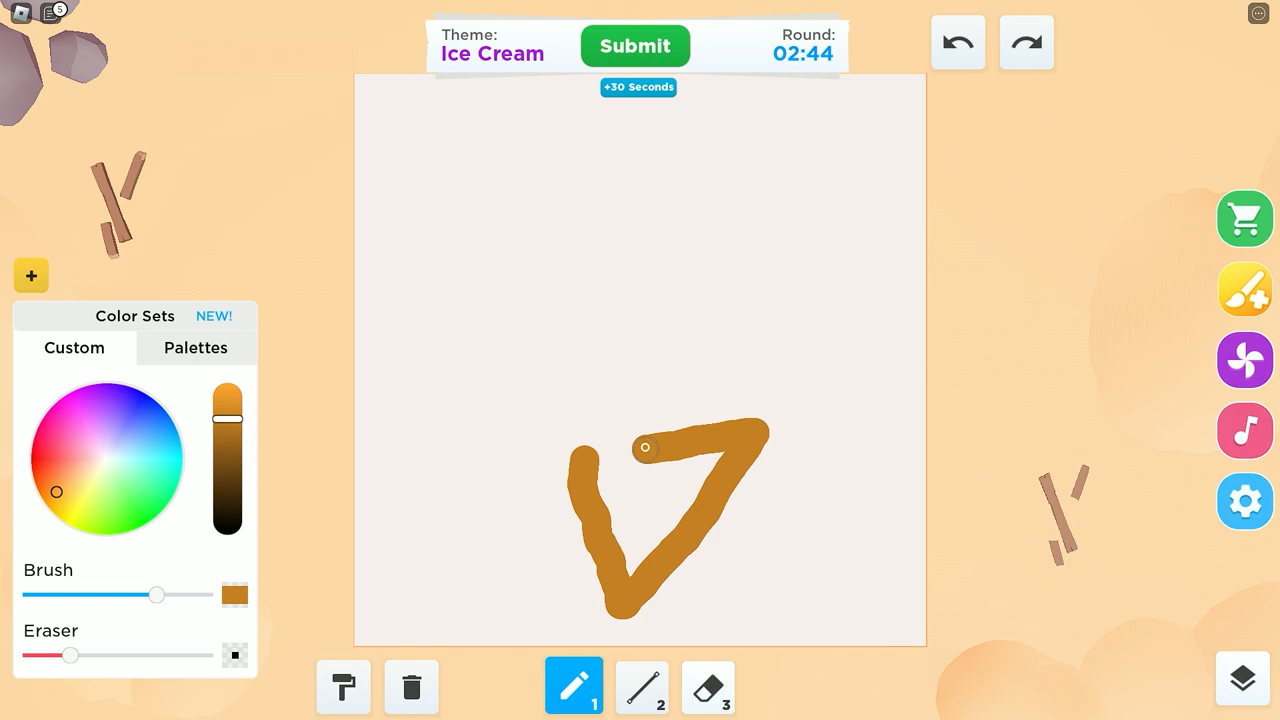 5
Theme:
Ice Cream
Submit
Round:
02:44
+30 Seconds
+
Color Sets NEW!
Custom
Palettes
Brush
Eraser
1
2
3